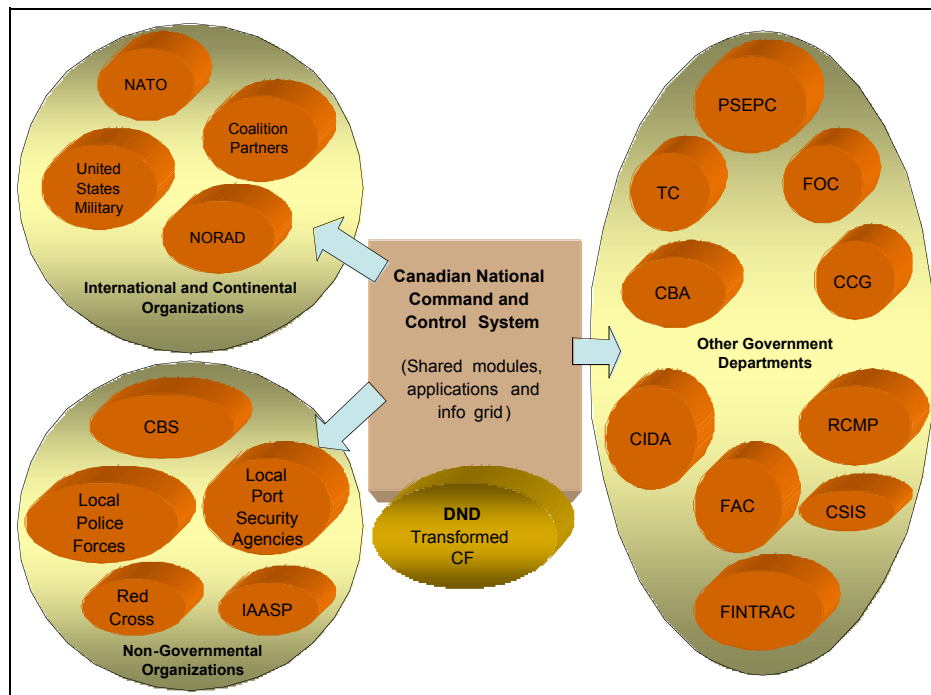 NATO
Coalition
Partners
United
States
Military
NORAD
International and Continental
Organizations
CBS
Local
Police
Forces
Local
Port
Security
Agencies
Red
Cross
IAASP
Non-Governmental
Organizations
Canadian National
Command and
Control System
(Shared modules,
applications and
info grid)
DND
Transformed
CF
PSEPC
TC
FOC
CBA
CCG
Other Government
Departments
CIDA
RCMP
FAC
CSIS
FINTRAC